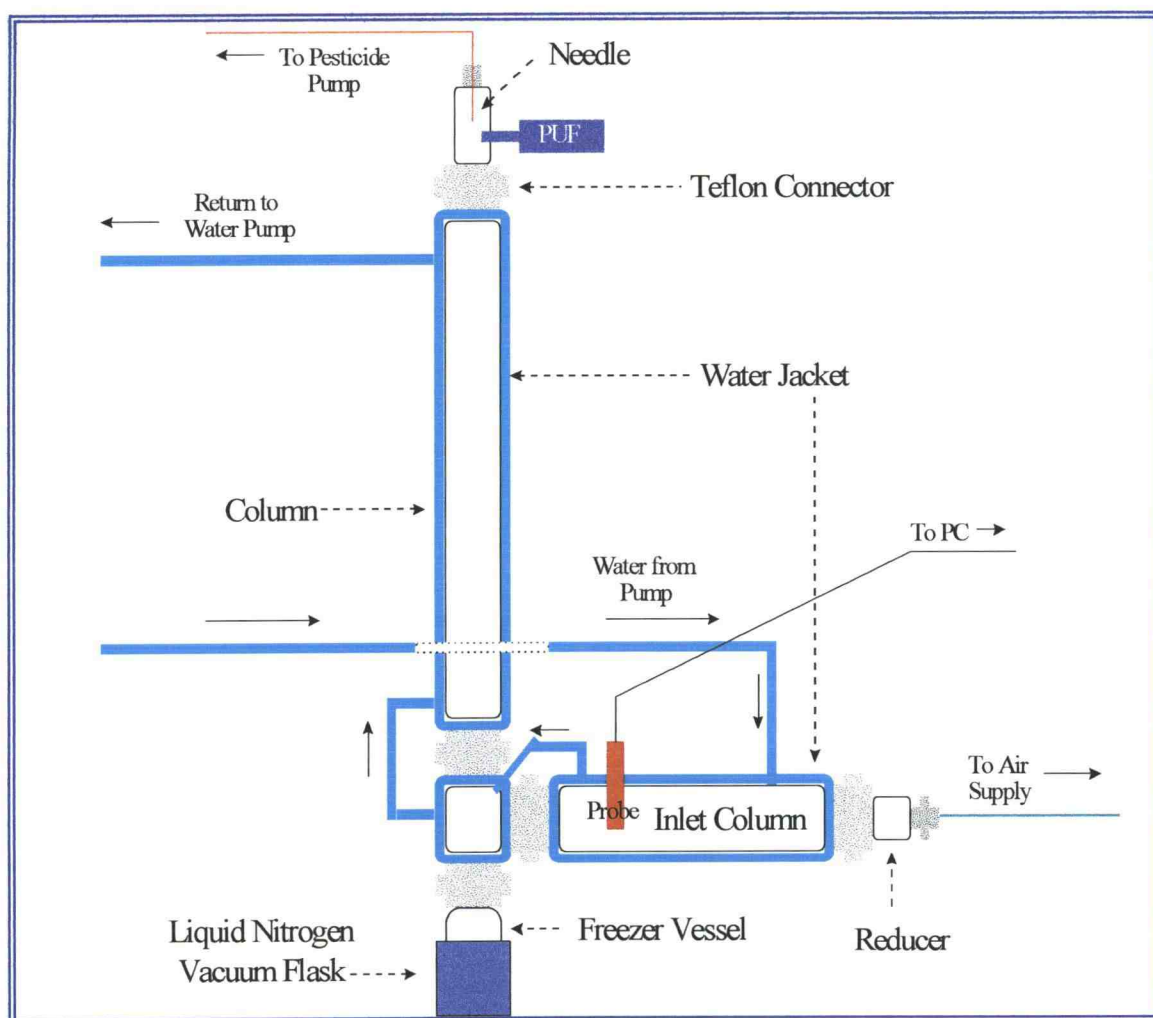 To Pesticide
Pump
Needle
PUF
Teflon Connector
Return to
Water Pump
Water Jacket
Column
To PC
Water from
Pump
To Air
Supply
Probe
Inlet Column
Liquid Nitrogen
Vacuum Flask
Freezer Vessel
Reducer